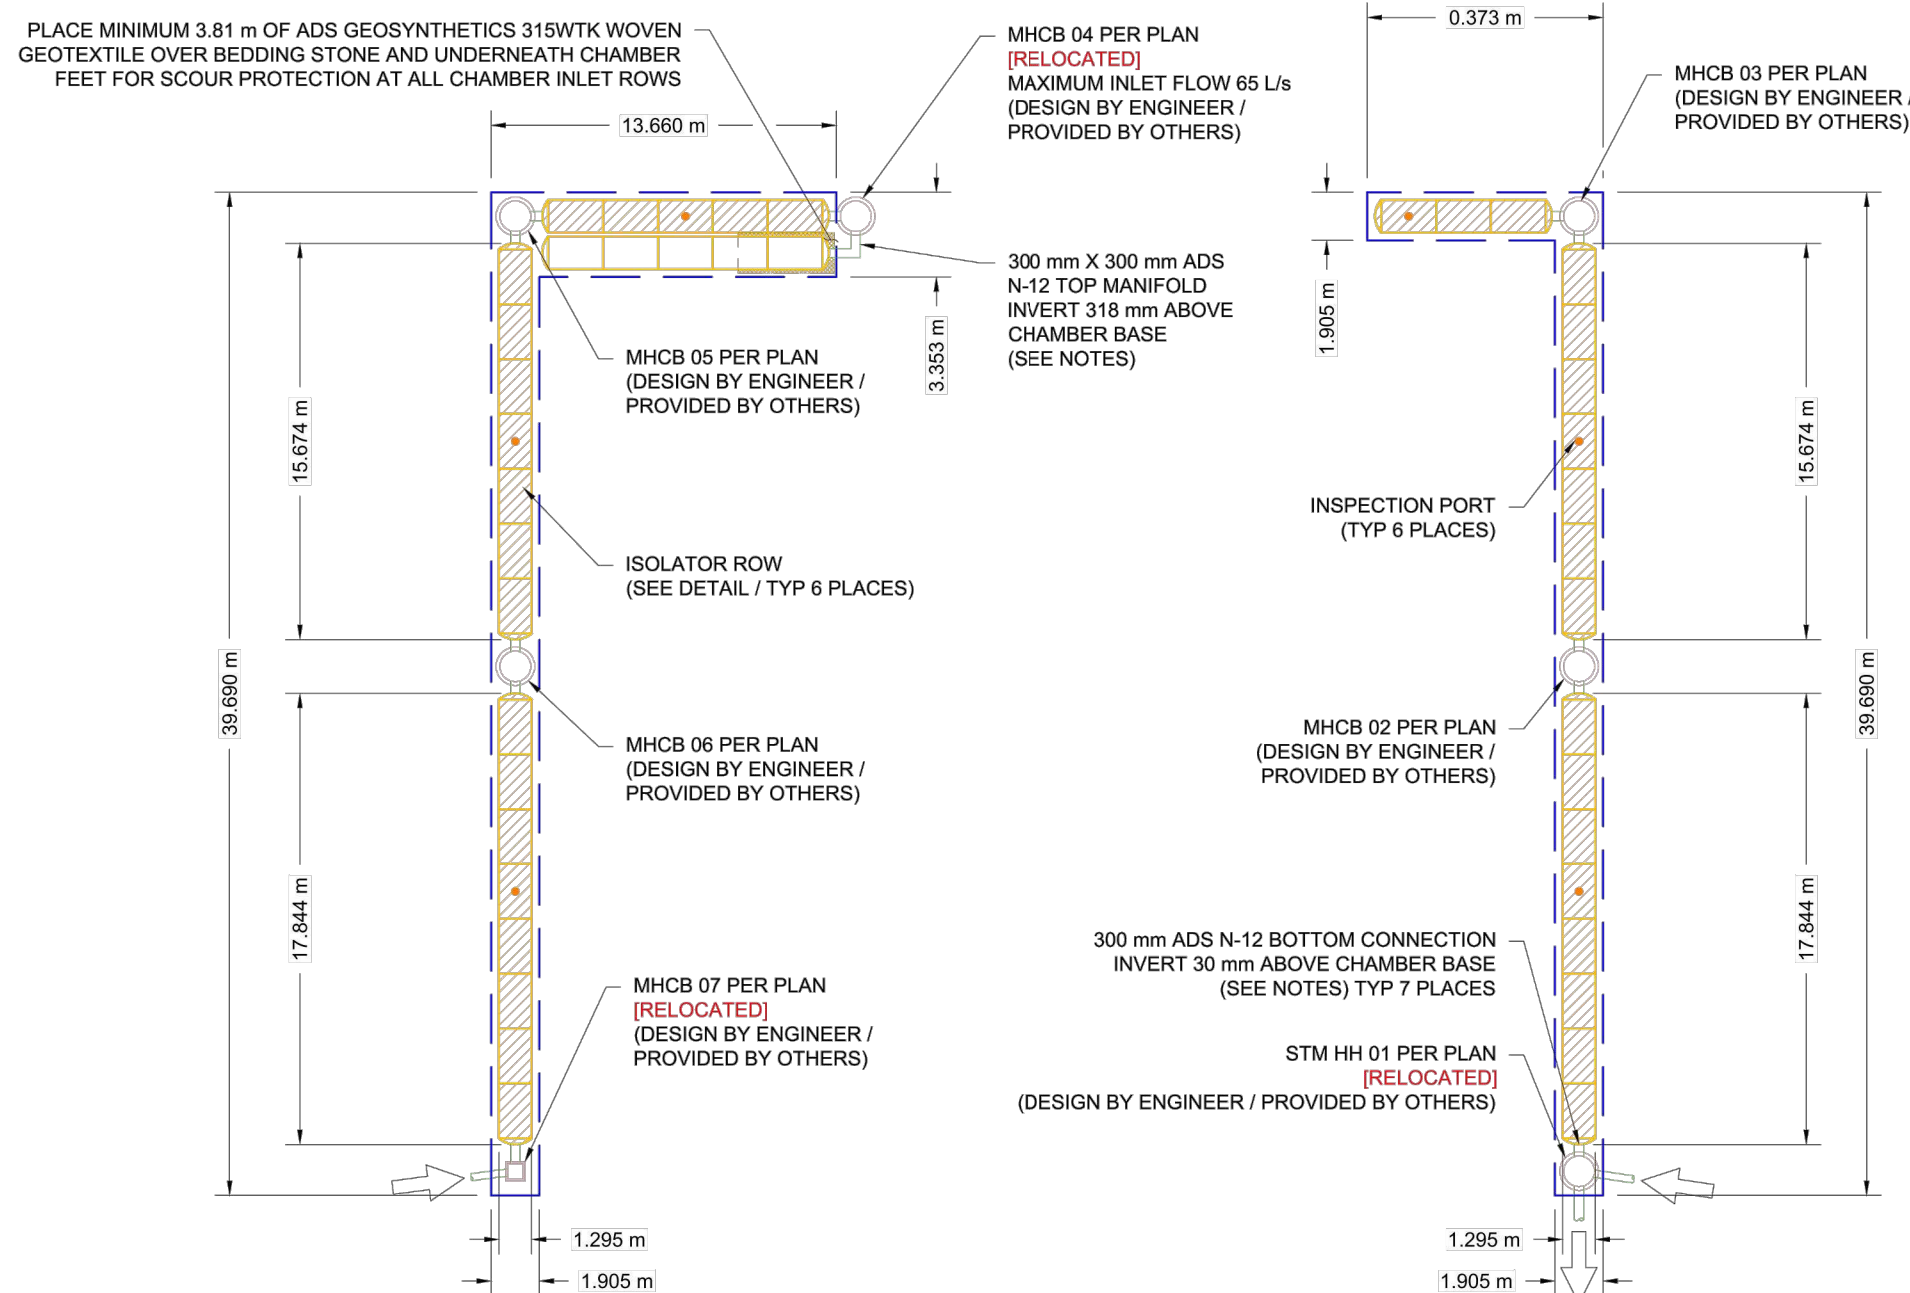 PLACE MINIMUM 3.81 m OF ADS GEOSYNTHETICS 315WTK WOVEN
GEOTEXTILE OVER BEDDING STONE AND UNDERNEATH CHAMBER
FEET FOR SCOUR PROTECTION AT ALL CHAMBER INLET ROWS
13.660 m
MHCB 04 PER PLAN
[RELOCATED]
MAXIMUM INLET FLOW 65 L/s
(DESIGN BY ENGINEER /
PROVIDED BY OTHERS)
0.373 m
MHCB 03 PER PLAN
(DESIGN BY ENGINEER /
PROVIDED BY OTHERS)
300 mm X 300 mm ADS
N-12 TOP MANIFOLD
INVERT 318 mm ABOVE
CHAMBER BASE
(SEE NOTES)
3.353 m
1.905 m
MHCB 05 PER PLAN
(DESIGN BY ENGINEER /
PROVIDED BY OTHERS)
15.674 m
15.674 m
INSPECTION PORT
(TYP 6 PLACES)
ISOLATOR ROW
(SEE DETAIL / TYP 6 PLACES)
39.690 m
39.690 m
MHCB 06 PER PLAN
(DESIGN BY ENGINEER /
PROVIDED BY OTHERS)
MHCB 02 PER PLAN
(DESIGN BY ENGINEER /
PROVIDED BY OTHERS)
17.844 m
17.844 m
300 mm ADS N-12 BOTTOM CONNECTION
INVERT 30 mm ABOVE CHAMBER BASE
(SEE NOTES) TYP 7 PLACES
MHCB 07 PER PLAN
[RELOCATED]
(DESIGN BY ENGINEER /
PROVIDED BY OTHERS)
STM HH 01 PER PLAN
[RELOCATED]
(DESIGN BY ENGINEER / PROVIDED BY OTHERS)
1.295 m
1.905 m
1.295 m
1.905 m